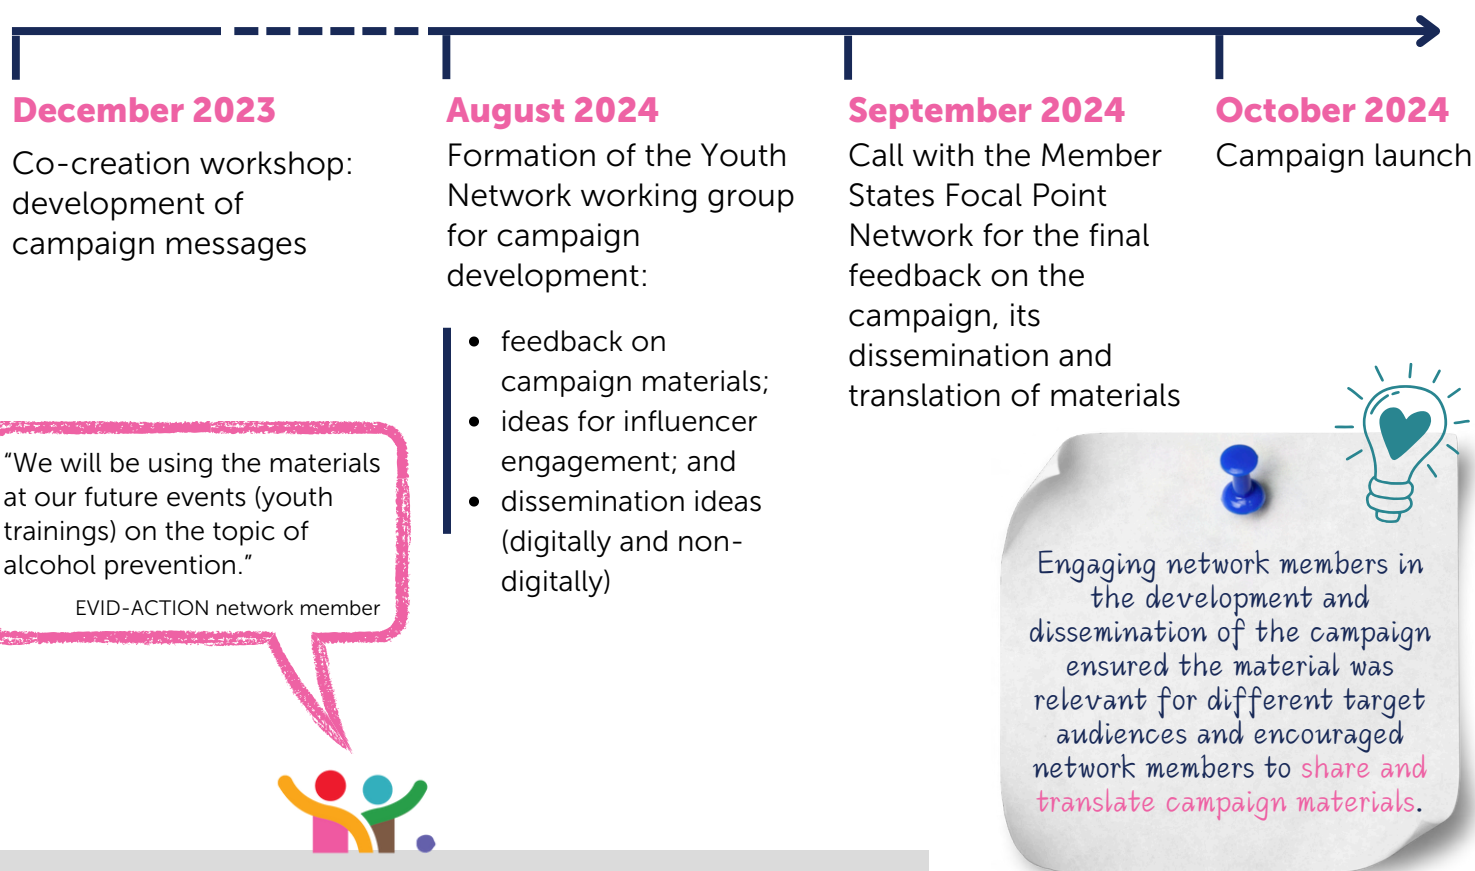 December 2023
Co-creation workshop:
development of
campaign messages
August 2024
Formation of the Youth
Network working group
for campaign
development:
• feedback on
campaign materials;
• ideas for influencer
engagement; and
• dissemination ideas
(digitally and non-
digitally)
September 2024
Call with the Member
States Focal Point
Network for the final
feedback on the
campaign, its
dissemination and
translation of materials
October 2024
Campaign launch
“We will be using the materials
at our future events (youth
trainings) on the topic of
alcohol prevention.”
EVID-ACTION network member
Engaging network members in
the development and
dissemination of the campaign
ensured the material was
relevant for different target
audiences and encouraged
network members to share and
translate campaign materials.